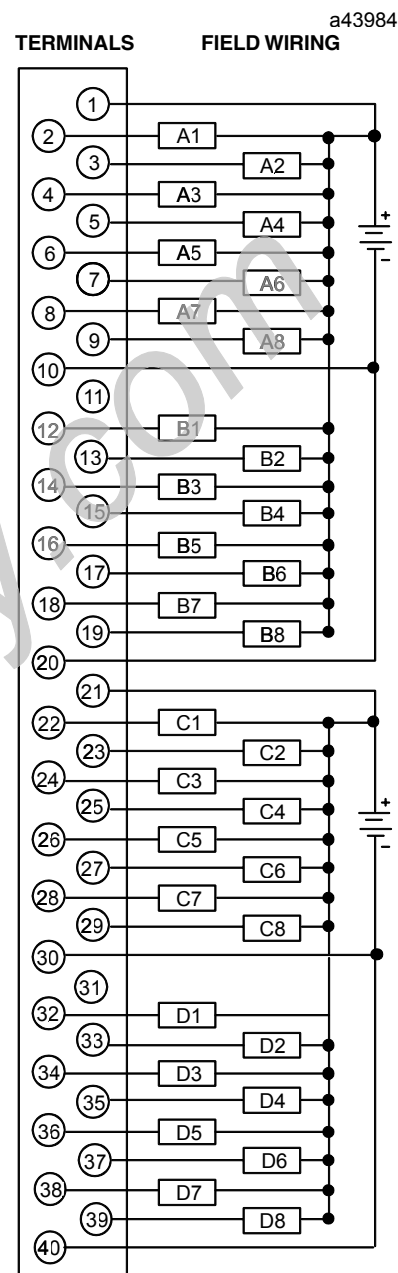 a43984
TERMINALS FIELD WIRING
1
2 A1
3 A2
4 A3
5 A4
+
6 A5
-
7 A6
8 A7
9 A8
10
11
12 B1
13 B2
14 B3
15 B4
16 B5
17 B6
18 B7
19 B8
20
21
22 C1
23 C2
24 C3
25 C4
+
26 C5
-
27 C6
28 C7
29 C8
30
31
32 D1
33 D2
34 D3
35 D4
36 D5
37 D6
38 D7
39 D8
40
y.com